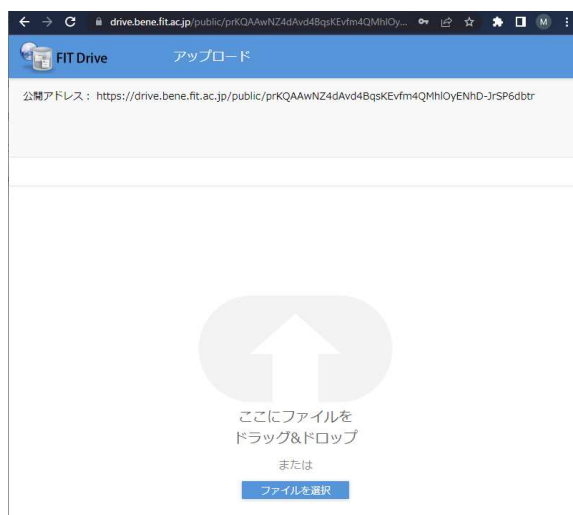 drive.bene.fit.ac.jp/public/prKQAAwNZ4dAvd4BqsKEvfm4QMhIOy...
M
FIT Drive
アップロード
公開アドレス： https://drive.bene.fit.ac.jp/public/prKQAAwNZ4dAvd4BqsKEvfm4QMhIOyENhD-JrSP6dbtr
ここにファイルを
ドラッグ&ドロップ
または
ファイルを選択